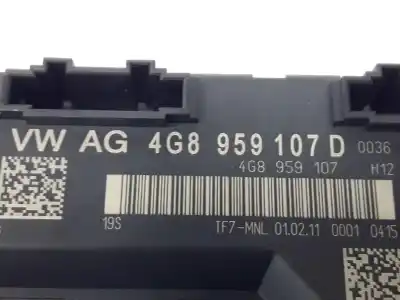 VW AG 4G8 959 107 D 0036
4G8 959 107 H12
19S TF7-MNL 01.02.11 0001 0415